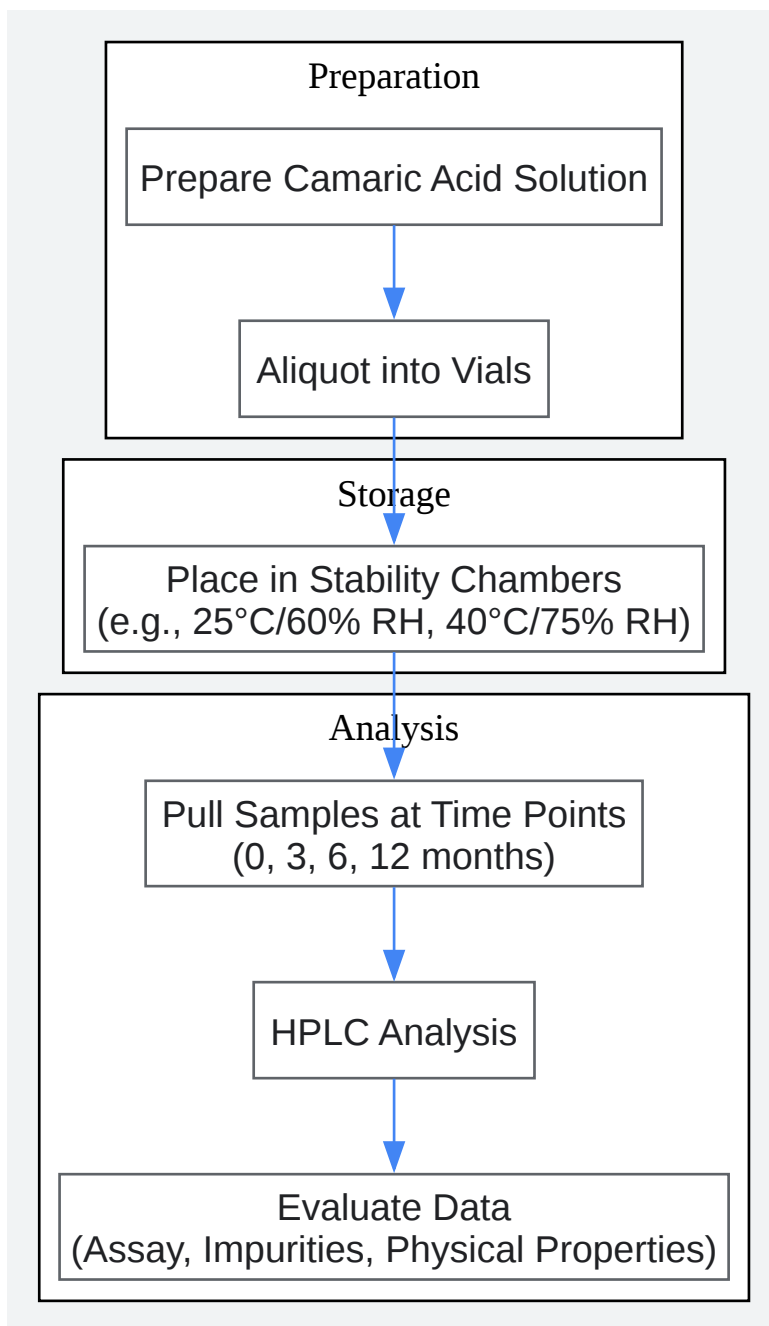 Preparation
Prepare Camaric Acid Solution
Aliquot into Vials
Storage
Place in Stability Chambers
(e.g., 25°C/60% RH, 40°C/75% RH)
Analysis
Pull Samples at Time Points
(0, 3, 6, 12 months)
HPLC Analysis
Evaluate Data
(Assay, Impurities, Physical Properties)